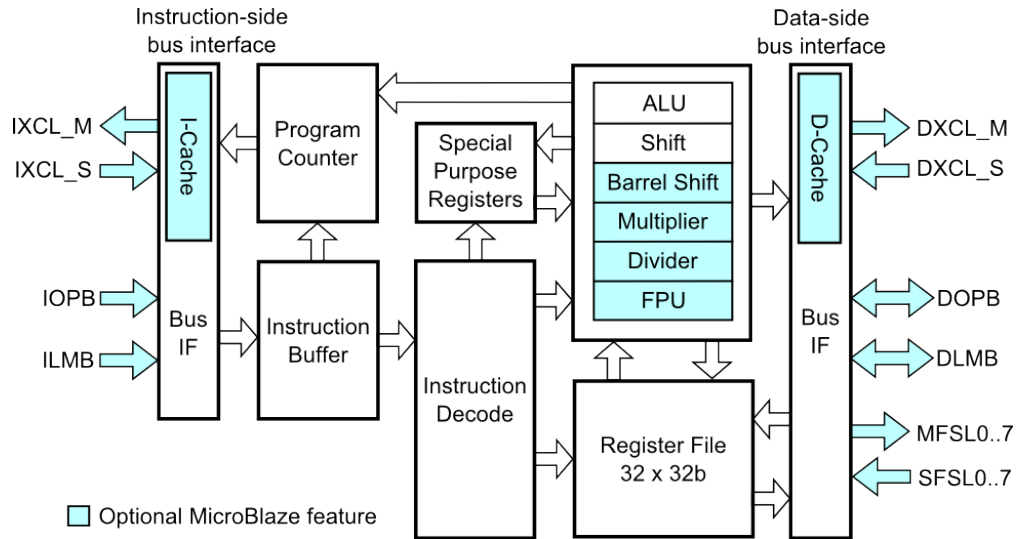 Instruction-side
bus interface
Data-side
bus interface
IXCL_M
IXCL_S
I-Cache
Program
Counter
Special
Purpose
Registers
ALU
Shift
Barrel Shift
Multiplier
Divider
FPU
D-Cache
DXCL_M
DXCL_S
IOPB
ILMB
Bus
IF
Instruction
Buffer
Instruction
Decode
Register File
32 x 32b
Bus
IF
DOPB
DLMB
MFSL0..7
SFSL0..7
Optional MicroBlaze feature